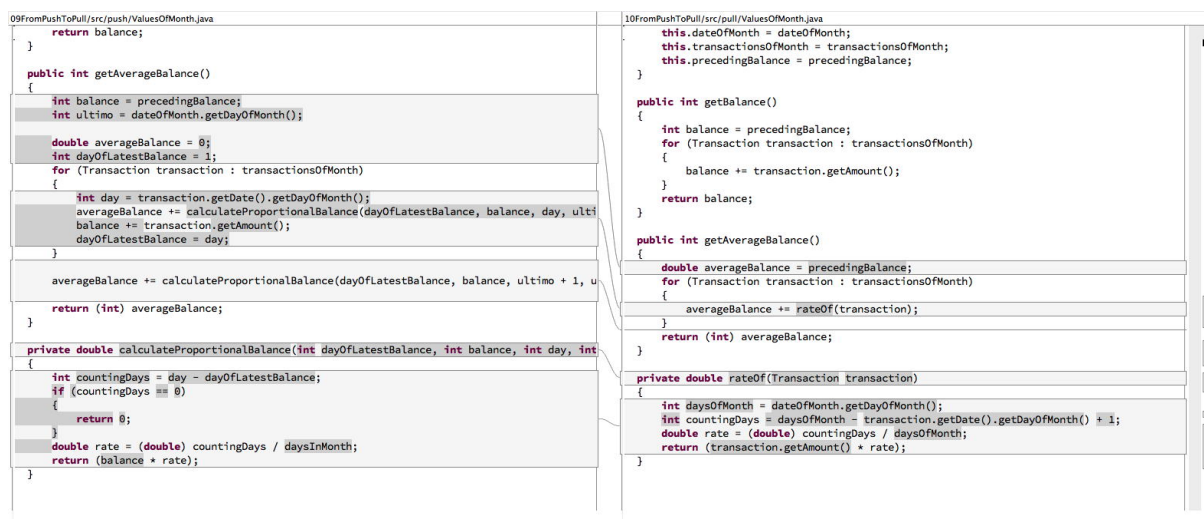 09FromPushToPull/src/push/ValuesOfMonth.java
return balance;
}
public int getAverageBalance()
{
int balance = precedingBalance;
int ultimo = dateOfMonth.getDayOfMonth();
double averageBalance = 0;
int dayOfLatestBalance = 1;
for (Transaction transaction : transactionsOfMonth)
{
int day = transaction.getDate().getDayOfMonth();
averageBalance += calculateProportionalBalance(dayOfLatestBalance, balance, day, ulti
balance += transaction.getAmount();
dayOfLatestBalance = day;
}
averageBalance += calculateProportionalBalance(dayOfLatestBalance, balance, ultimo + 1, u
return (int) averageBalance;
}
private double calculateProportionalBalance(int dayOfLatestBalance, int balance, int day, int
{
int countingDays = day - dayOfLatestBalance;
if (countingDays == 0)
{
return 0;
}
double rate = (double) countingDays / daysInMonth;
return (balance * rate);
}
10FromPushToPull/src/push/ValuesOfMonth.java
this.dateOfMonth = dateOfMonth;
this.transactionsOfMonth = transactionsOfMonth;
this.precedingBalance = precedingBalance;
}
public int getBalance()
{
int balance = precedingBalance;
for (Transaction transaction : transactionsOfMonth)
{
balance += transaction.getAmount();
}
return balance;
}
public int getAverageBalance()
{
double averageBalance = precedingBalance;
for (Transaction transaction : transactionsOfMonth)
{
averageBalance += rateOf(transaction);
}
return (int) averageBalance;
}
private double rateOf(Transaction transaction)
{
int daysOfMonth = dateOfMonth.getDayOfMonth();
int countingDays = daysOfMonth - transaction.getDate().getDayOfMonth() + 1;
double rate = (double) countingDays / daysOfMonth;
return (transaction.getAmount() * rate);
}